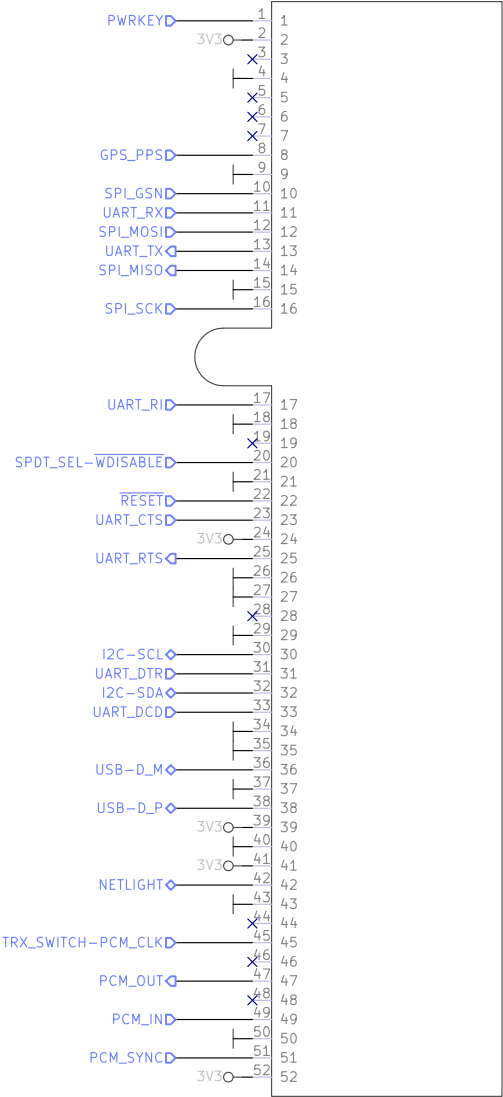 PWRKEY 1 1
3V3 2 2
3 3
4 4
5 5
6 6
7 7
GPS_PPS 8 8
9 9
SPI_GSN 10 10
UART_RX 11 11
SPI_MOSI 12 12
UART_TX 13 13
SPI_MISO 14 14
15 15
SPI_SCK 16 16
UART_RI 17 17
18 18
19 19
SPDT_SEL-WDISABLE 20 20
21 21
RESET 22 22
UART_CTS 23 23
3V3 24 24
UART_RTS 25 25
26 26
27 27
28 28
29 29
I2C-SCL 30 30
UART_DTR 31 31
I2C-SDA 32 32
UART_DCD 33 33
34 34
35 35
USB-D_M 36 36
37 37
USB-D_P 38 38
3V3 39 39
40 40
3V3 41 41
NETLIGHT 42 42
43 43
44 44
TRX_SWITCH-PCM_CLK 45 45
46 46
PCM_OUT 47 47
48 48
PCM_IN 49 49
50 50
PCM_SYNC 51 51
3V3 52 52